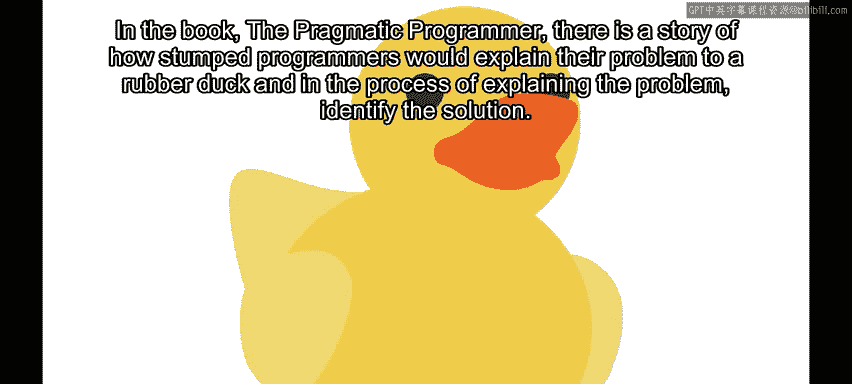 GPT中英字幕课程资源@bilibili.com
In the book, The Pragmatic Programmer, there is a story of
how stumped programmers would explain their problem to a
rubber duck and in the process of explaining the problem,
identify the solution.